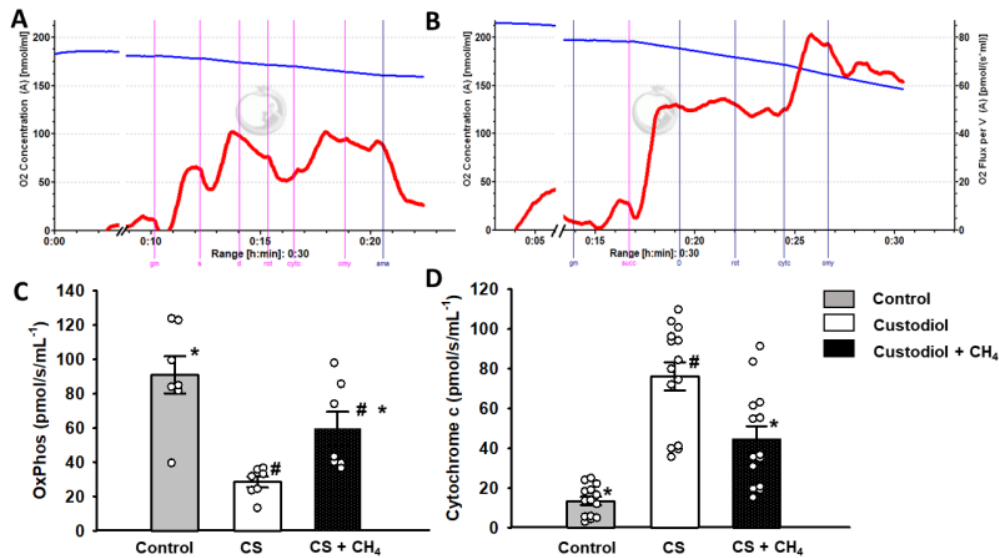 A
O2 Concentration (A) [nmol/ml]
200
150
100
50
0
0:00
0:10
0:15
0:20
Range [h:min]: 0:30
gm
s
d
rot
cytc
omy
ama
B
O2 Concentration (A) [nmol/ml]
200
150
100
50
0
O2 Flux per V (A) [pmol/(s*ml)]
80
60
40
20
0
0:05
0:15
0:20
0:25
0:30
Range [h:min]: 0:30
gm
succ
D
rot
cytc
omy
C
OxPhos (pmol/s/mL⁻¹)
140
120
100
80
60
40
20
0
*
#
# *
Control
CS
CS + CH₄
D
Cytochrome c (pmol/s/mL⁻¹)
120
100
80
60
40
20
0
*
#
*
Control
CS
CS + CH₄
Control
Custodiol
Custodiol + CH₄